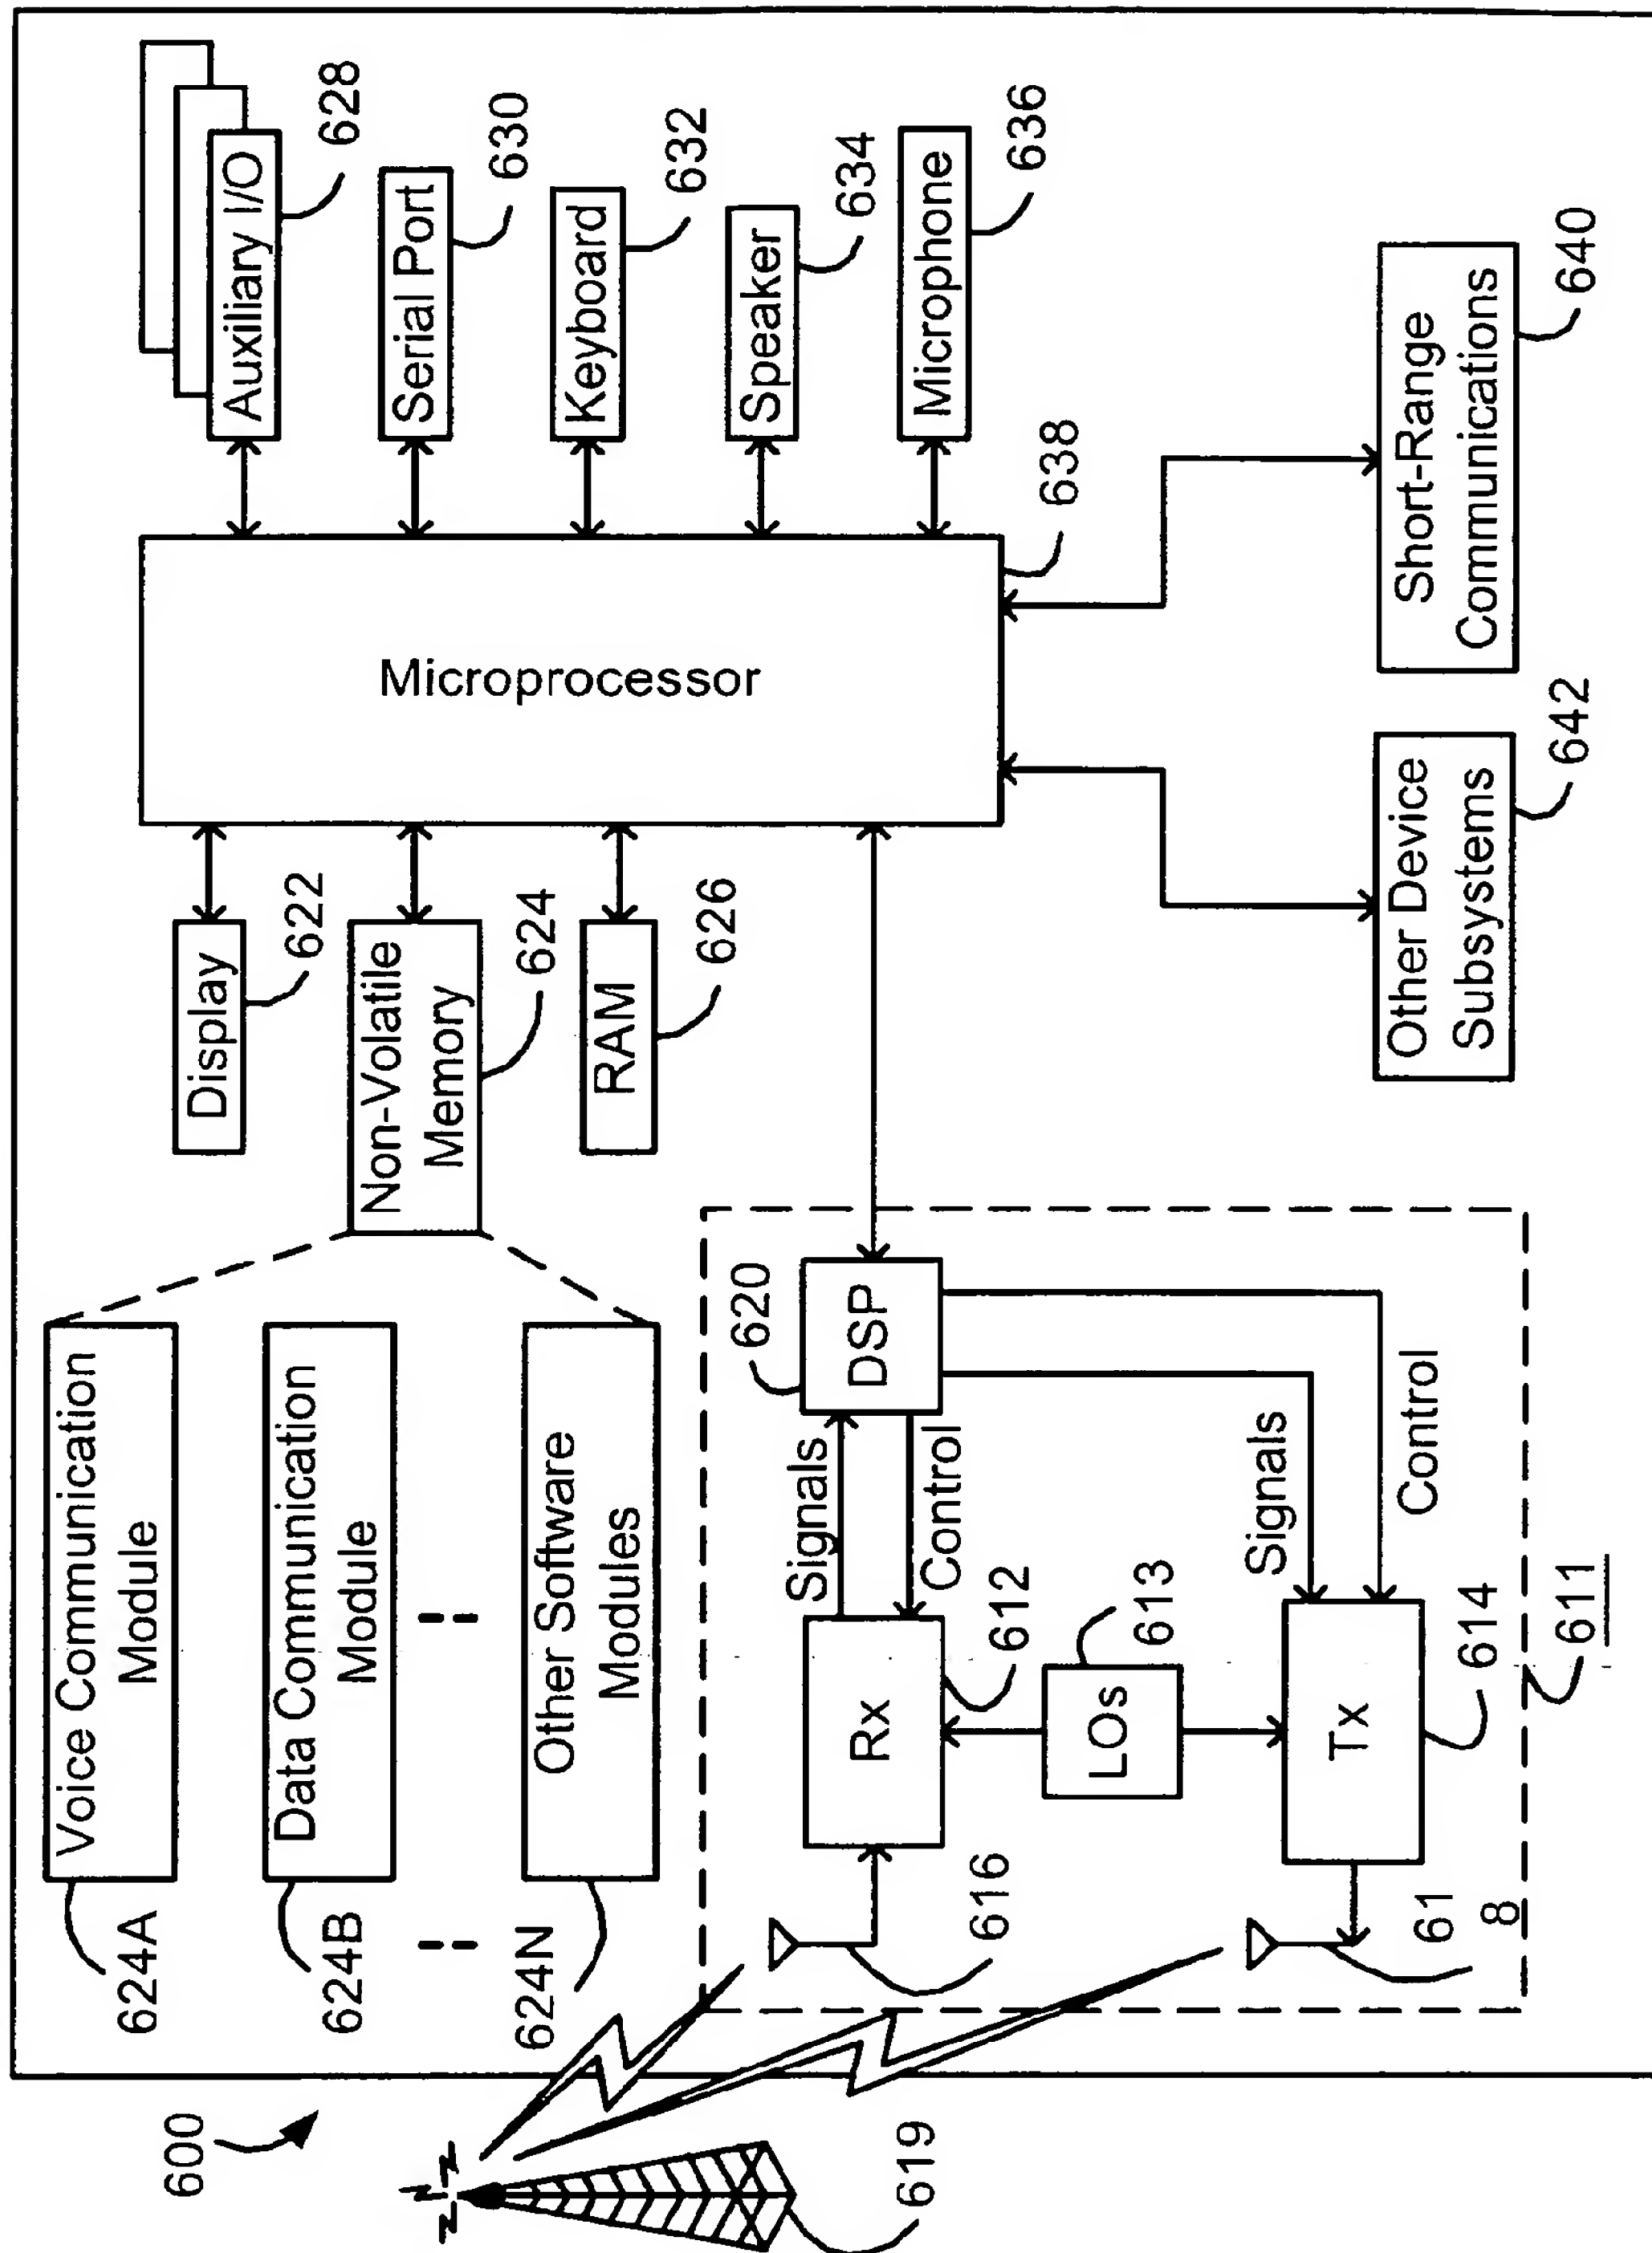 600
619
624A
Voice Communication
Module
624B
Data Communication
Module
624N
Other Software
Modules
Display
622
Non-Volatile
Memory
624
RAM
626
Microprocessor
638
Auxiliary I/O
628
Serial Port
630
Keyboard
632
Speaker
634
Microphone
636
Short-Range
Communications
640
Other Device
Subsystems
642
620
DSP
Signals
Control
Rx
612
LOs
613
Signals
Control
Tx
614
616
61
8
611